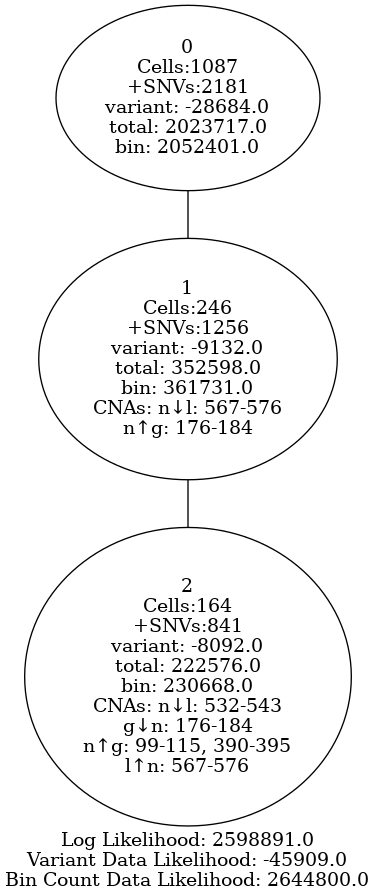 0
Cells:1087
+SNVs:2181
variant: -28684.0
total: 2023717.0
bin: 2052401.0
1
Cells:246
+SNVs:1256
variant: -9132.0
total: 352598.0
bin: 361731.0
CNAs: n↓l: 567-576
n↑g: 176-184
2
Cells:164
+SNVs:841
variant: -8092.0
total: 222576.0
bin: 230668.0
CNAs: n↓l: 532-543
g↓n: 176-184
n↑g: 99-115, 390-395
l↑n: 567-576
Log Likelihood: 2598891.0
Variant Data Likelihood: -45909.0
Bin Count Data Likelihood: 2644800.0